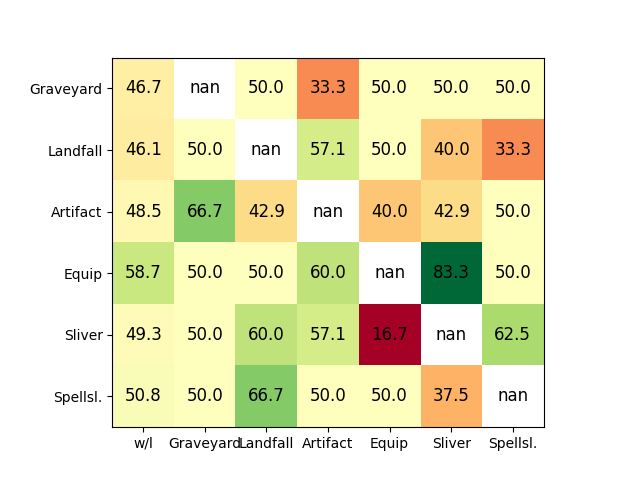 Graveyard 46.7 nan 50.0 33.3 50.0 50.0 50.0
Landfall 46.1 50.0 nan 57.1 50.0 40.0 33.3
Artifact 48.5 66.7 42.9 nan 40.0 42.9 50.0
Equip 58.7 50.0 50.0 60.0 nan 83.3 50.0
Sliver 49.3 50.0 60.0 57.1 16.7 nan 62.5
Spellsl. 50.8 50.0 66.7 50.0 50.0 37.5 nan
w/l Graveyard Landfall Artifact Equip Sliver Spellsl.